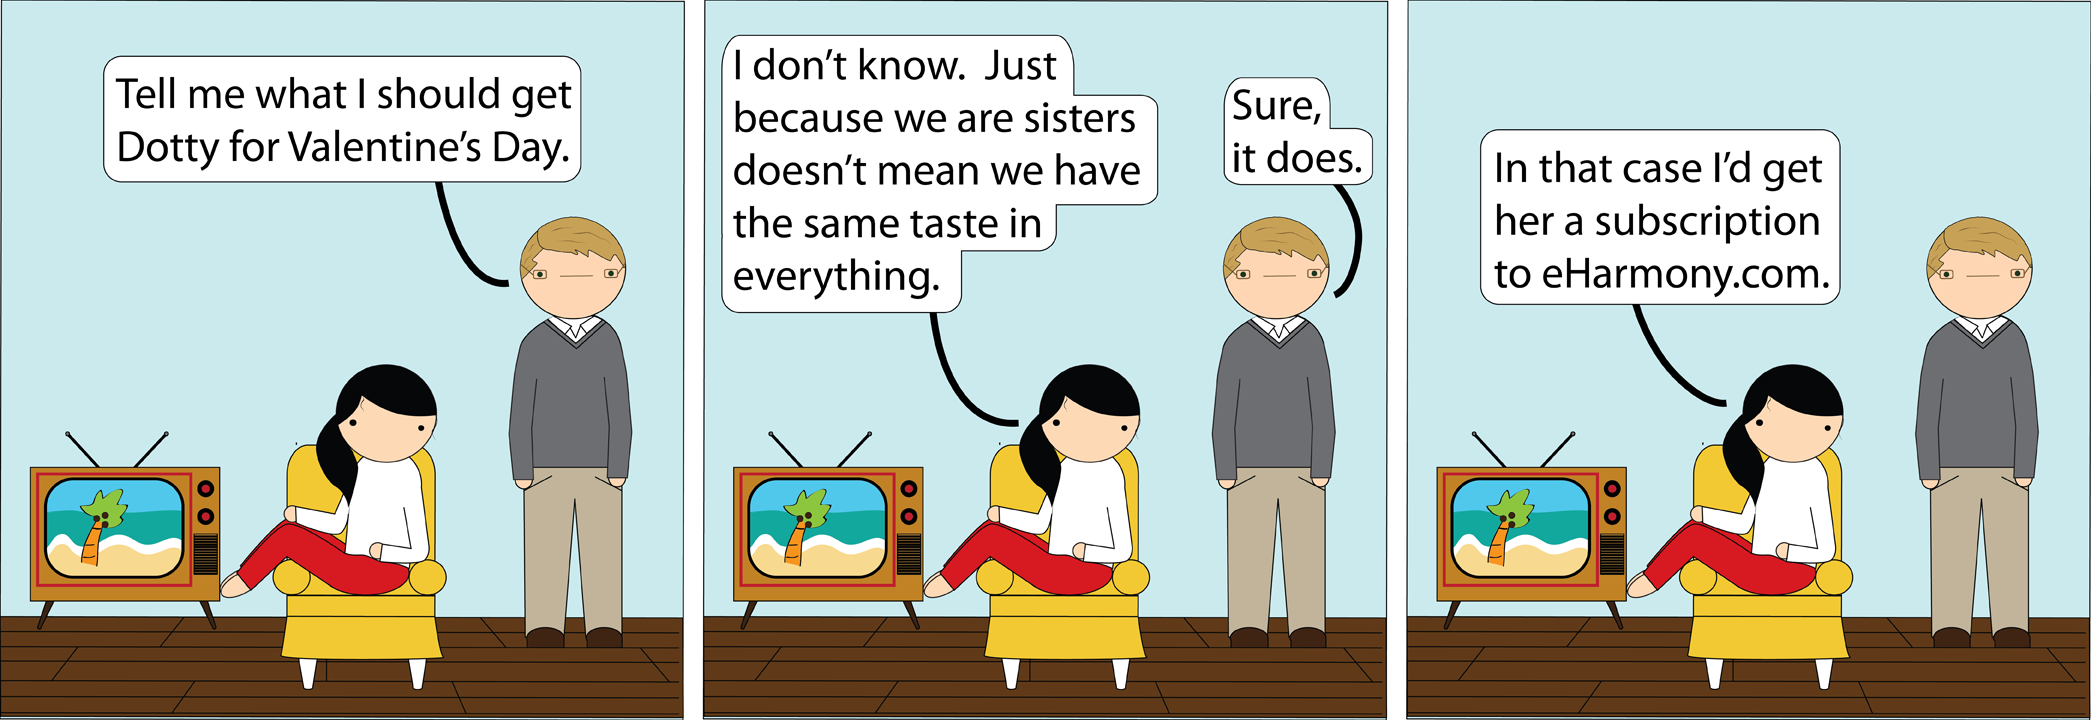 Tell me what I should get
Dotty for Valentine's Day.
I don't know.  Just
because we are sisters
doesn't mean we have
the same taste in
everything.
Sure,
it does.
In that case I'd get
her a subscription
to eHarmony.com.